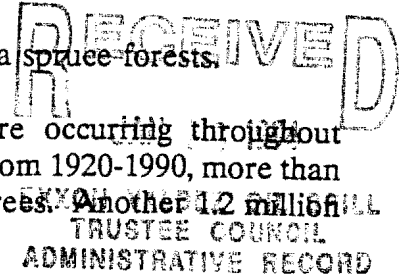 RECEIVED
a spruce forests.
re occurring throughout
om 1920-1990, more than
rees. Another 1.2 million
TRUSTEE COUNCIL
ADMINISTRATIVE RECORD